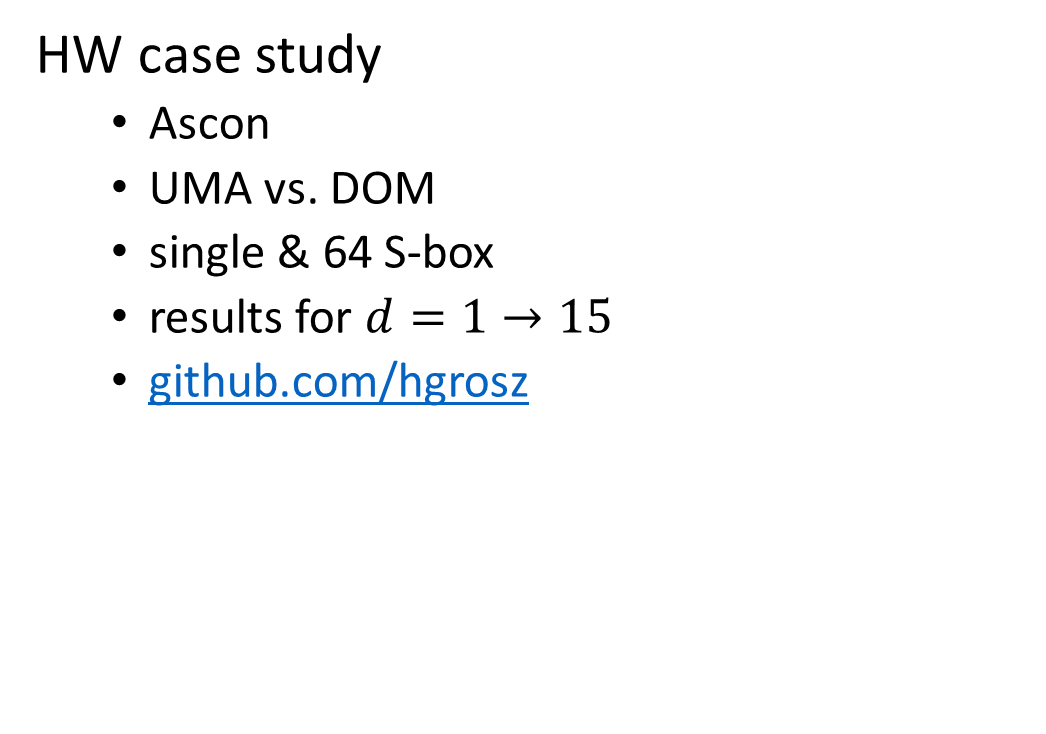 HW case study
• Ascon
• UMA vs. DOM
• single & 64 S-box
• results for 𝑑 = 1 → 15
• github.com/hgrosz